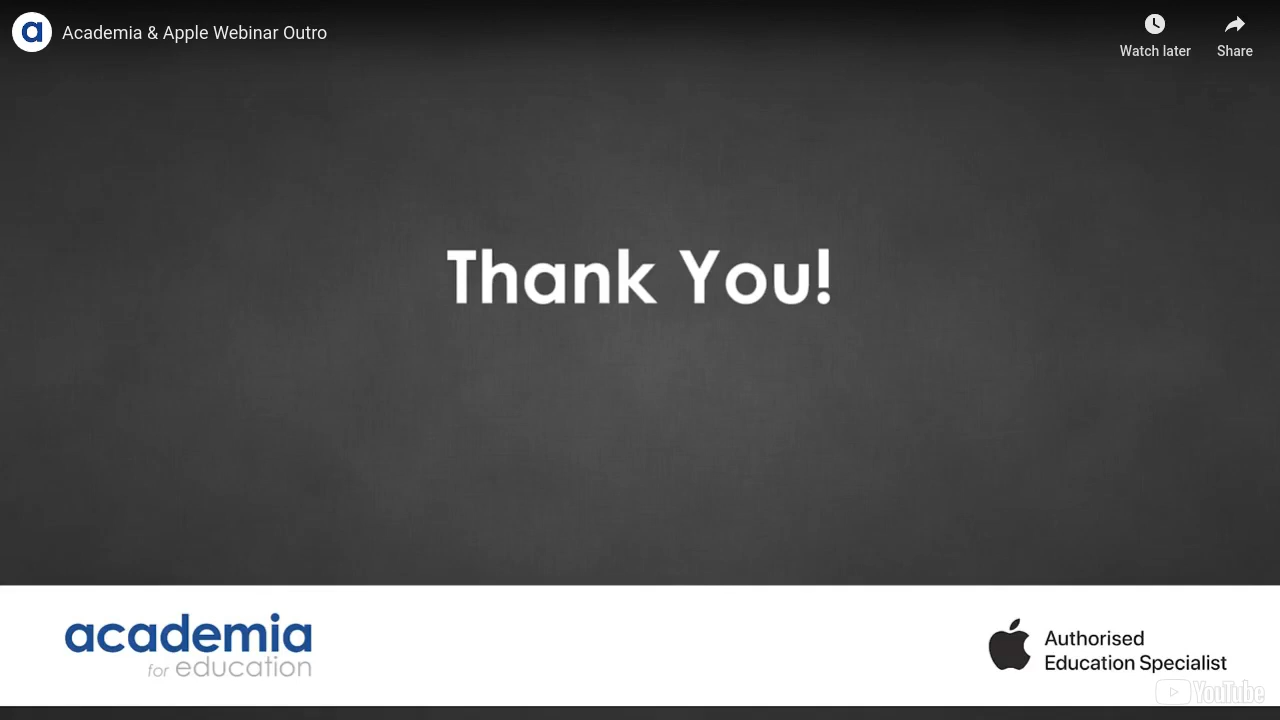 a Academia & Apple Webinar Outro
Watch later
Share
Thank You!
academia
for education
Authorised
Education Specialist
YouTube